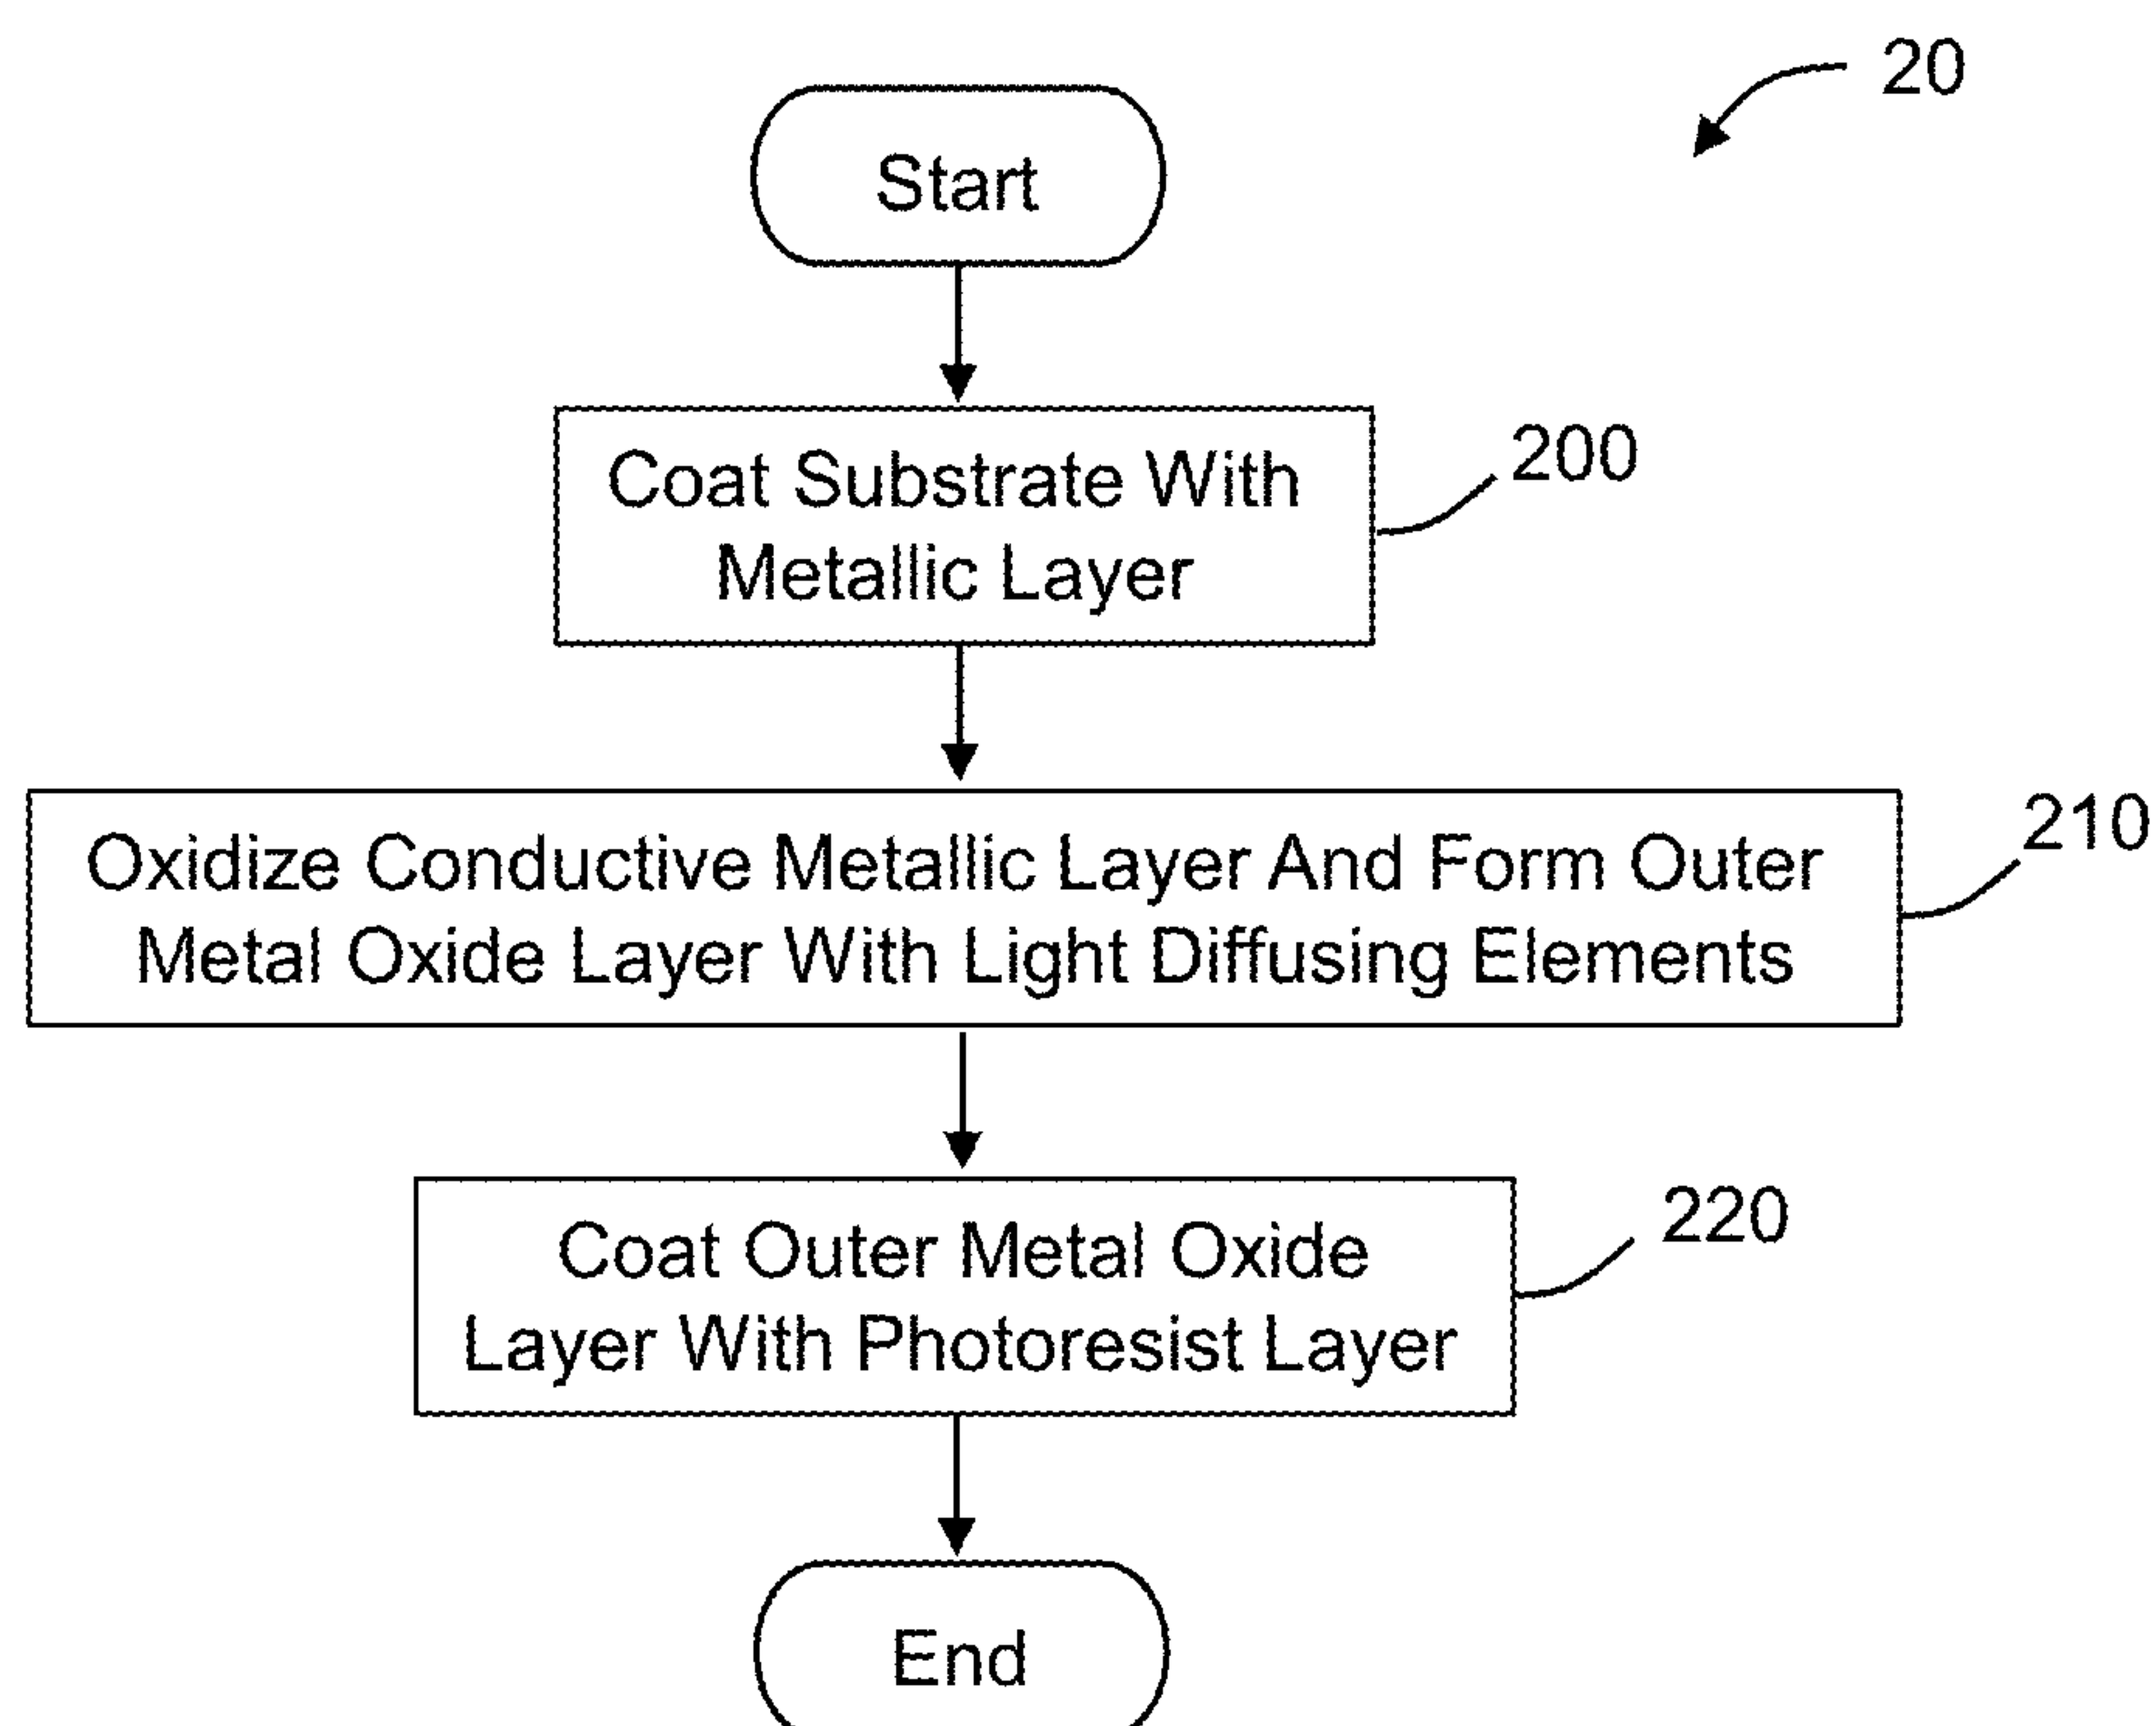 20
Start
Coat Substrate With
Metallic Layer
200
Oxidize Conductive Metallic Layer And Form Outer
Metal Oxide Layer With Light Diffusing Elements
210
Coat Outer Metal Oxide
Layer With Photoresist Layer
220
End